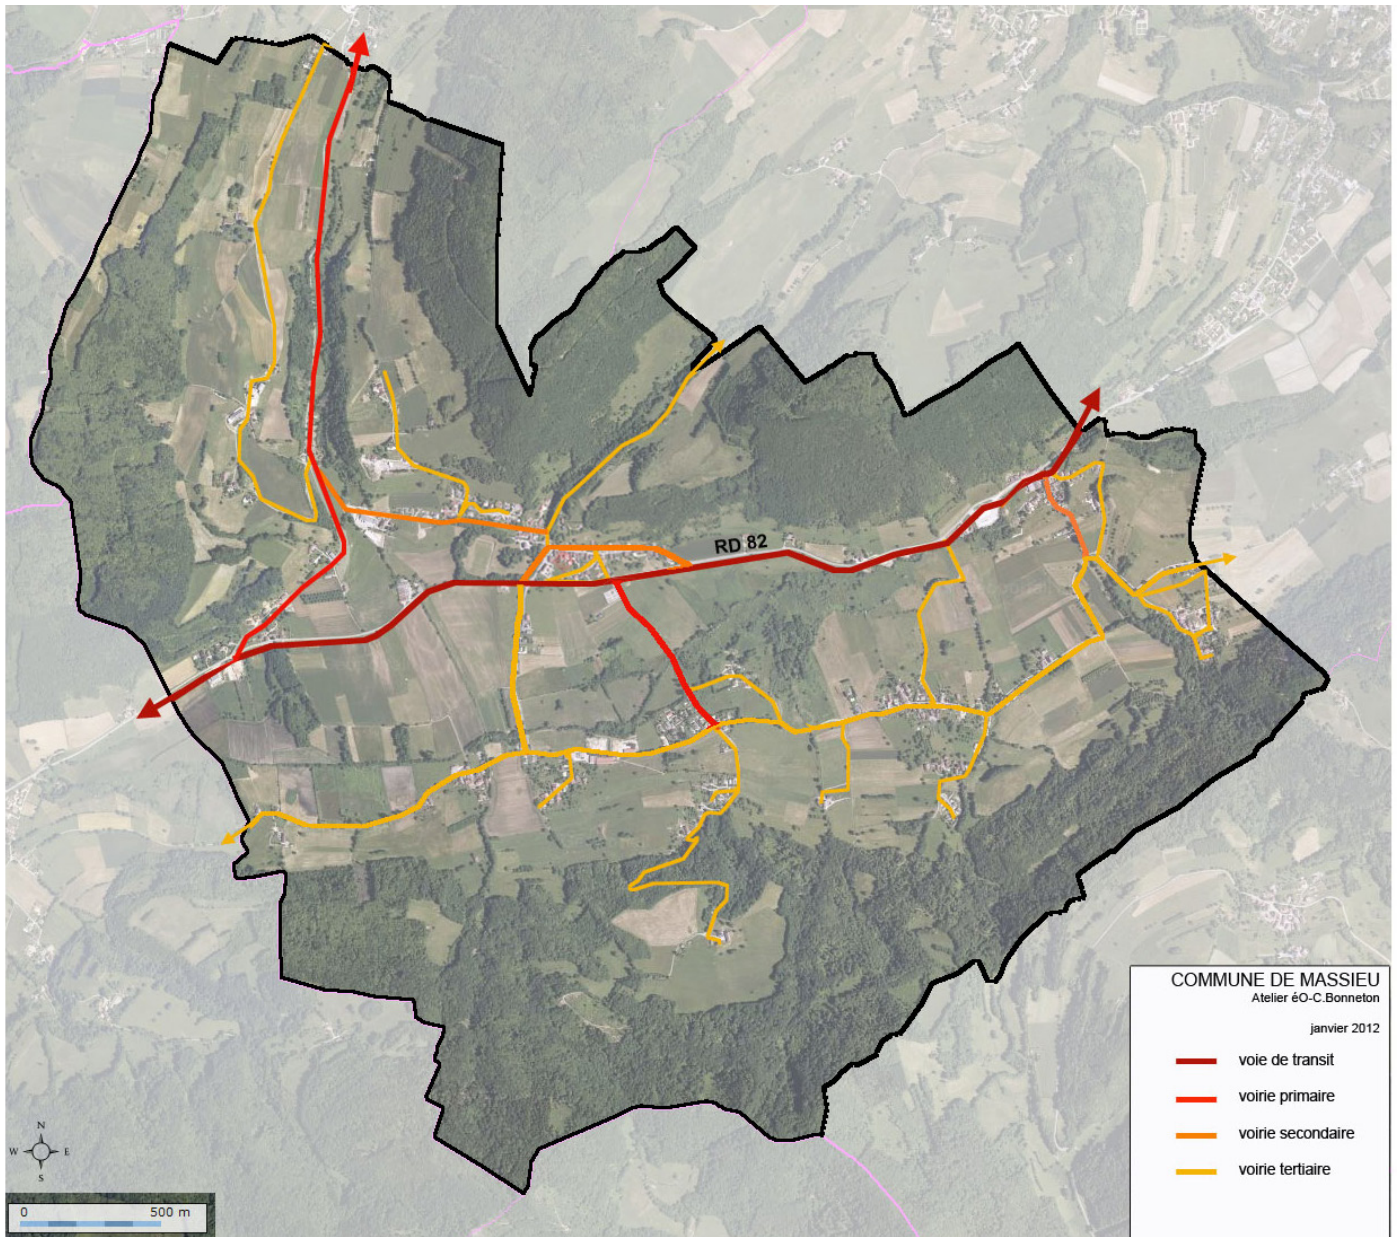 RD 82
COMMUNE DE MASSIEU
Atelier éO-C.Bonneton
janvier 2012
voie de transit
voirie primaire
voirie secondaire
voirie tertiaire
N
W E
S
0 500 m